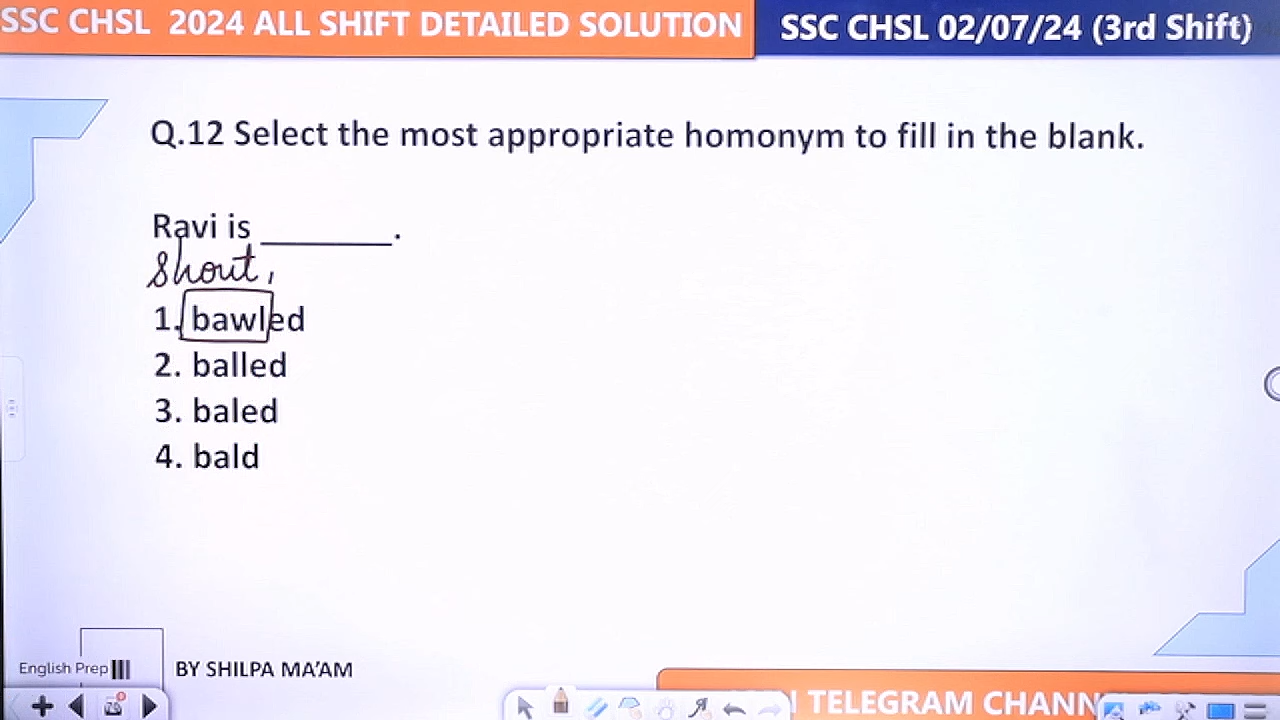 SSC CHSL 2024 ALL SHIFT DETAILED SOLUTION
SSC CHSL 02/07/24 (3rd Shift)
Q.12 Select the most appropriate homonym to fill in the blank.
Ravi is ________.
Shout,
1. bawled
2. balled
3. baled
4. bald
English Prep
BY SHILPA MA'AM
TELEGRAM